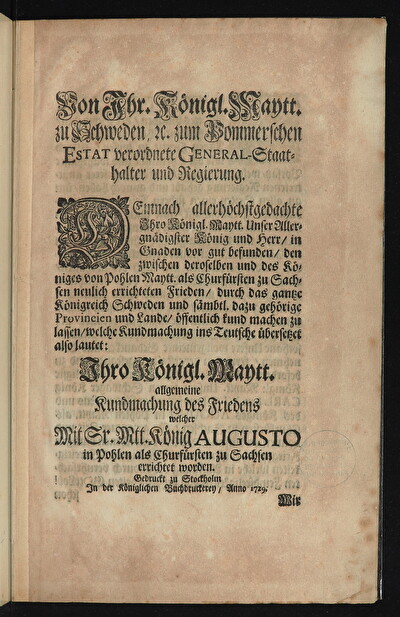 Von Ihr. Königl. Maytt.
zu Schweden, ꝛc. zum Pommerschen
ESTAT verordnete GENERAL-Staat-
halter und Regierung.
DEmnach allerhöchstgedachte
Ihro Königl. Maytt. Unser Aller-
gnädigster König und Herr/ in
Gnaden vor gut befunden/ den
zwischen deroselben und des Kö-
niges von Pohlen Maytt. als Churfürsten zu Sach-
sen neulich errichteten Frieden/ durch das gantze
Königreich Schweden und sämbtl. dazu gehörige
Provincien und Lande/ öffentlich kund machen zu
lassen/ welche Kundmachung ins Teutsche übersetzet
also lautet:
Ihro Königl. Maytt.
allgemeine
Kundmachung des Friedens
welcher
Mit Sr. Mtt. König AUGUSTO
in Pohlen als Churfürsten zu Sachsen
errichtet worden.
Gedruckt zu Stockholm
In der Königlichen Buchdruckerey/ Anno 1729.
Wir